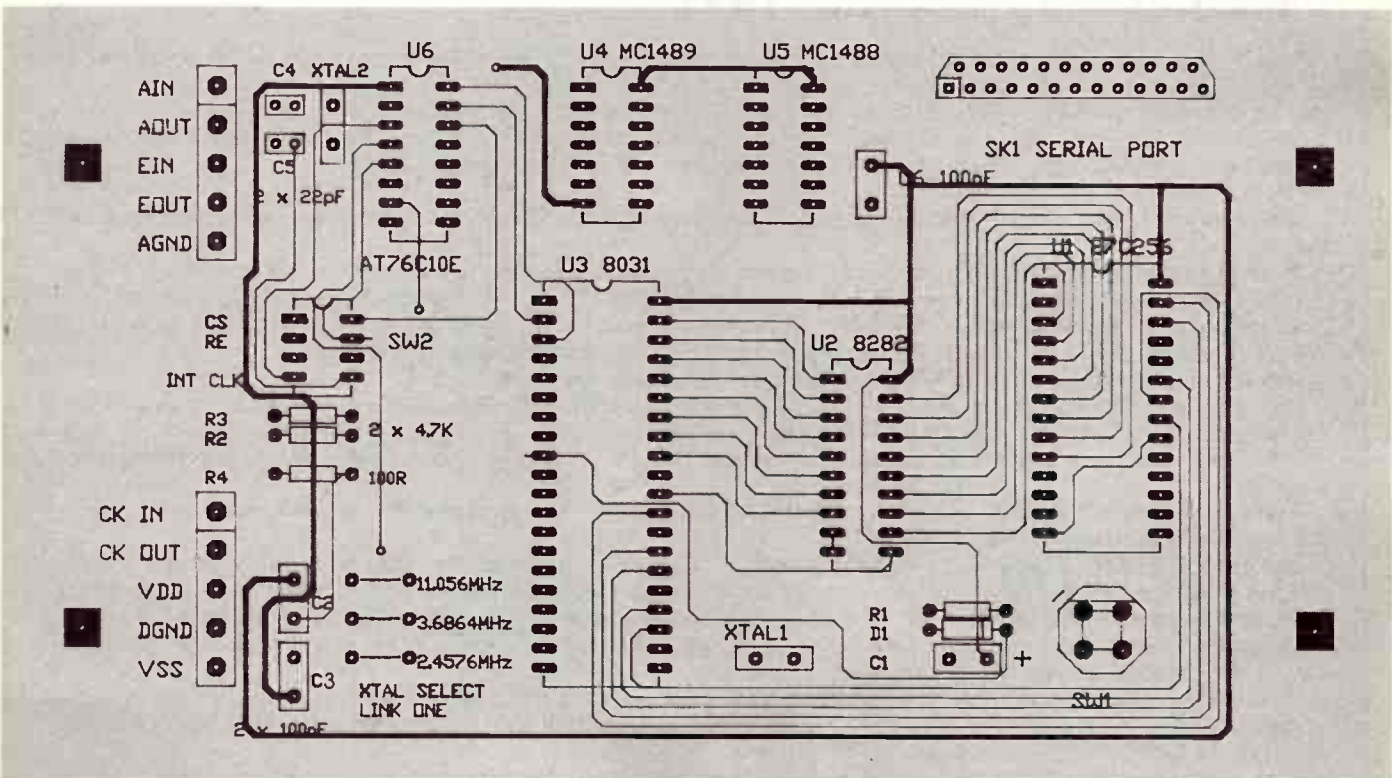 U6
U4 MC1489
U5 MC1488
C4 XTAL2
AIN
AOUT
EIN
EOUT
AGND
C5
2 x 22pF
SK1 SERIAL PORT
C6 100nF
U1 87C256
AT76C10E
U3 8031
CS
RE
SW2
U2 8282
INT CLK
R3
R2
2 x 4.7K
R4
100R
CK IN
CK OUT
VDD
DGND
VSS
C2
11.056MHz
3.6864MHz
2.4576MHz
XTAL SELECT
LINK ONE
C3
2 x 100nF
XTAL1
R1
D1
C1
+
SW1